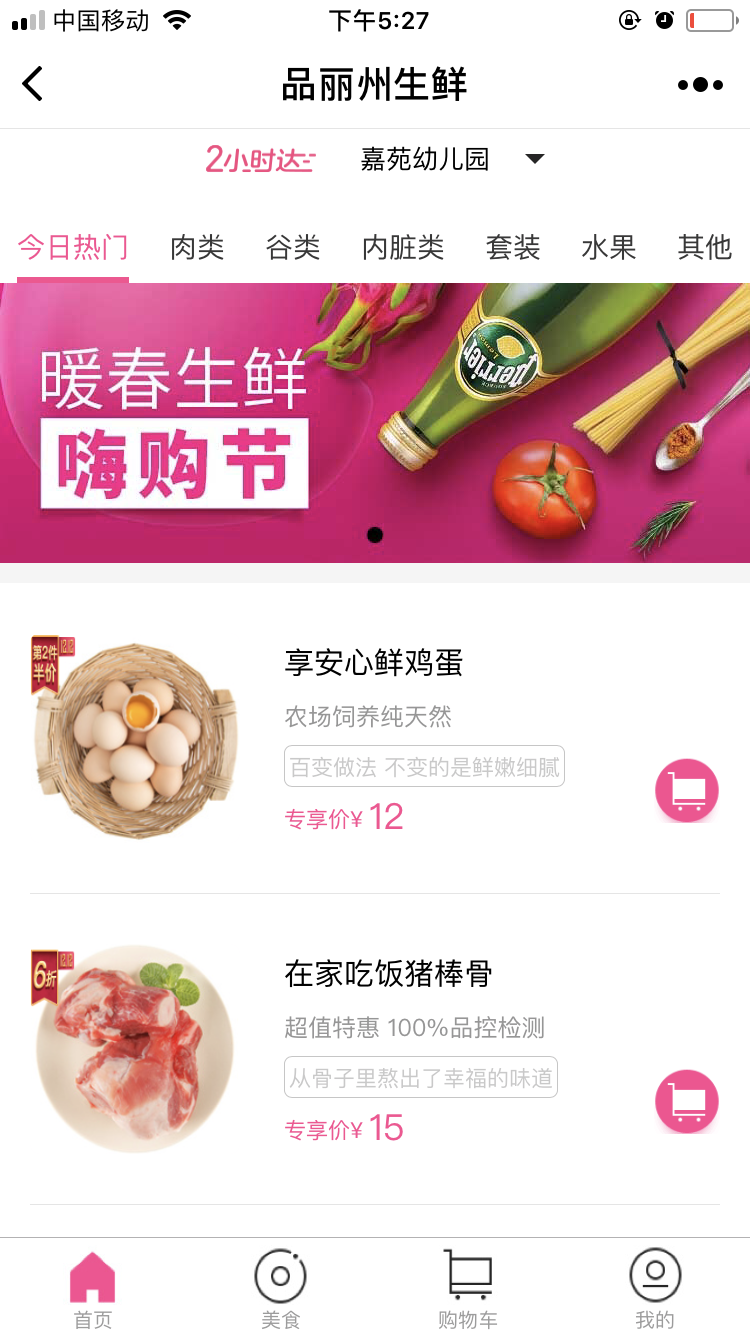 中国移动
下午5:27
品丽州生鲜
2小时达
嘉苑幼儿园
今日热门 肉类 谷类 内脏类 套装 水果 其他
暖春生鲜
嗨购节
perrier
Lemon
第2件
半价
享安心鲜鸡蛋
农场饲养纯天然
百变做法 不变的是鲜嫩细腻
专享价¥ 12
6折
在家吃饭猪棒骨
超值特惠 100%品控检测
从骨子里熬出了幸福的味道
专享价¥ 15
首页 美食 购物车 我的